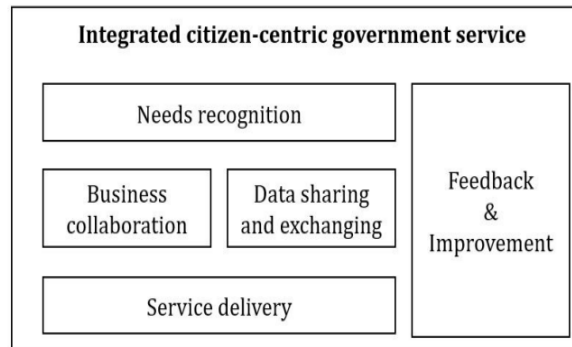 Integrated citizen-centric government service
Needs recognition
Business
collaboration
Data sharing
and exchanging
Service delivery
Feedback
&
Improvement